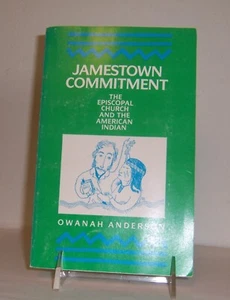 JAMESTOWN
COMMITMENT
THE
EPISCOPAL
CHURCH
AND THE
AMERICAN
INDIAN
OWANAH ANDERSON